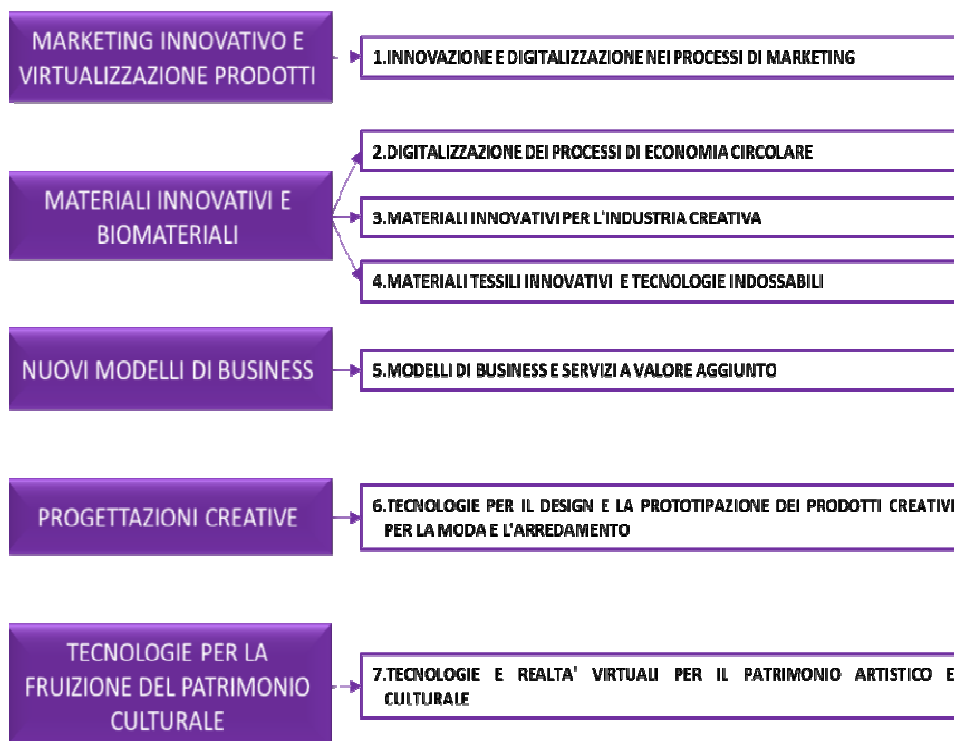 MARKETING INNOVATIVO E
VIRTUALIZZAZIONE PRODOTTI
1.INNOVAZIONE E DIGITALIZZAZIONE NEI PROCESSI DI MARKETING
MATERIALI INNOVATIVI E
BIOMATERIALI
2.DIGITALIZZAZIONE DEI PROCESSI DI ECONOMIA CIRCOLARE
3.MATERIALI INNOVATIVI PER L'INDUSTRIA CREATIVA
4.MATERIALI TESSILI INNOVATIVI E TECNOLOGIE INDOSSABILI
NUOVI MODELLI DI BUSINESS
5.MODELLI DI BUSINESS E SERVIZI A VALORE AGGIUNTO
PROGETTAZIONI CREATIVE
6.TECNOLOGIE PER IL DESIGN E LA PROTOTIPAZIONE DEI PRODOTTI CREATIVI
PER LA MODA E L'ARREDAMENTO
TECNOLOGIE PER LA
FRUIZIONE DEL PATRIMONIO
CULTURALE
7.TECNOLOGIE E REALTA' VIRTUALI PER IL PATRIMONIO ARTISTICO E
CULTURALE